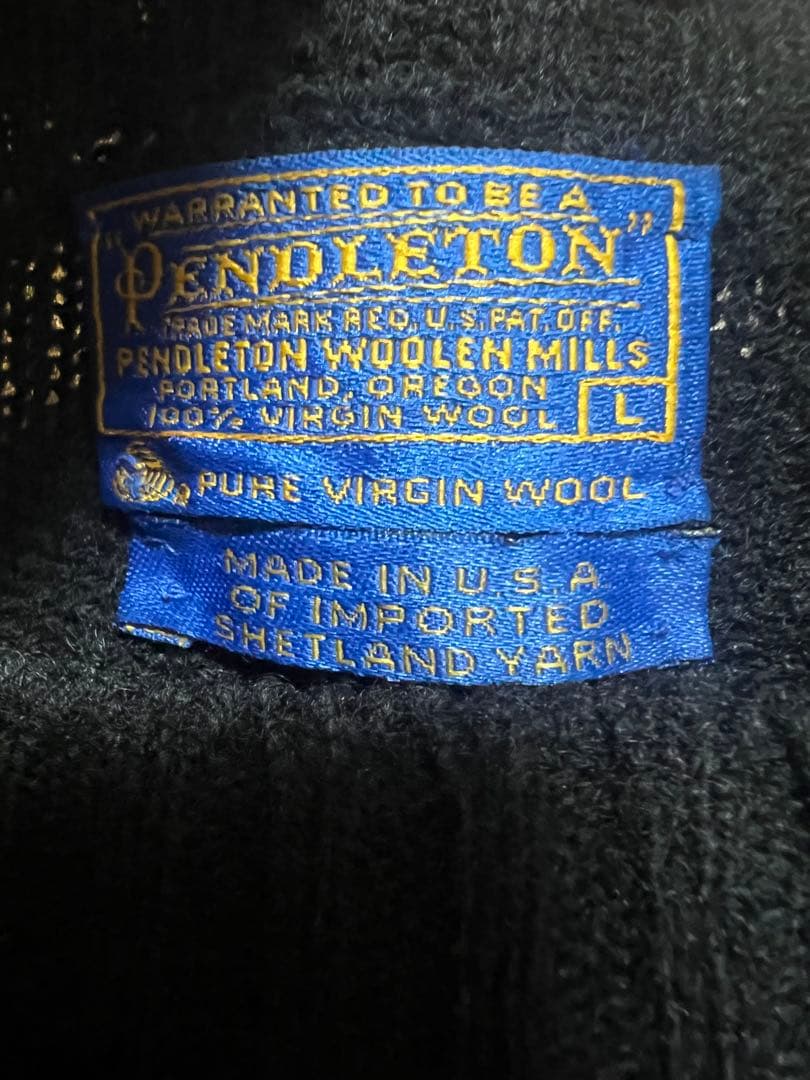 WARRANTED TO BE A
"PENDLETON"
TRADE MARK REG. U.S. PAT. OFF.
PENDLETON WOOLEN MILLS
PORTLAND, OREGON
100% VIRGIN WOOL L
PURE VIRGIN WOOL
MADE IN U.S.A.
OF IMPORTED
SHETLAND YARN